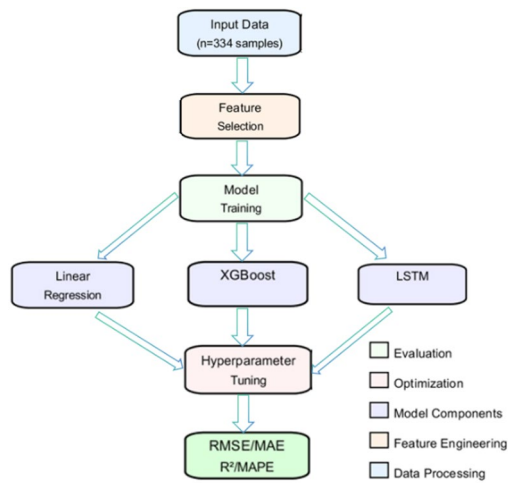 Input Data
(n=334 samples)
Feature
Selection
Model
Training
Linear
Regression
XGBoost
LSTM
Hyperparameter
Tuning
RMSE/MAE
R²/MAPE
Evaluation
Optimization
Model Components
Feature Engineering
Data Processing